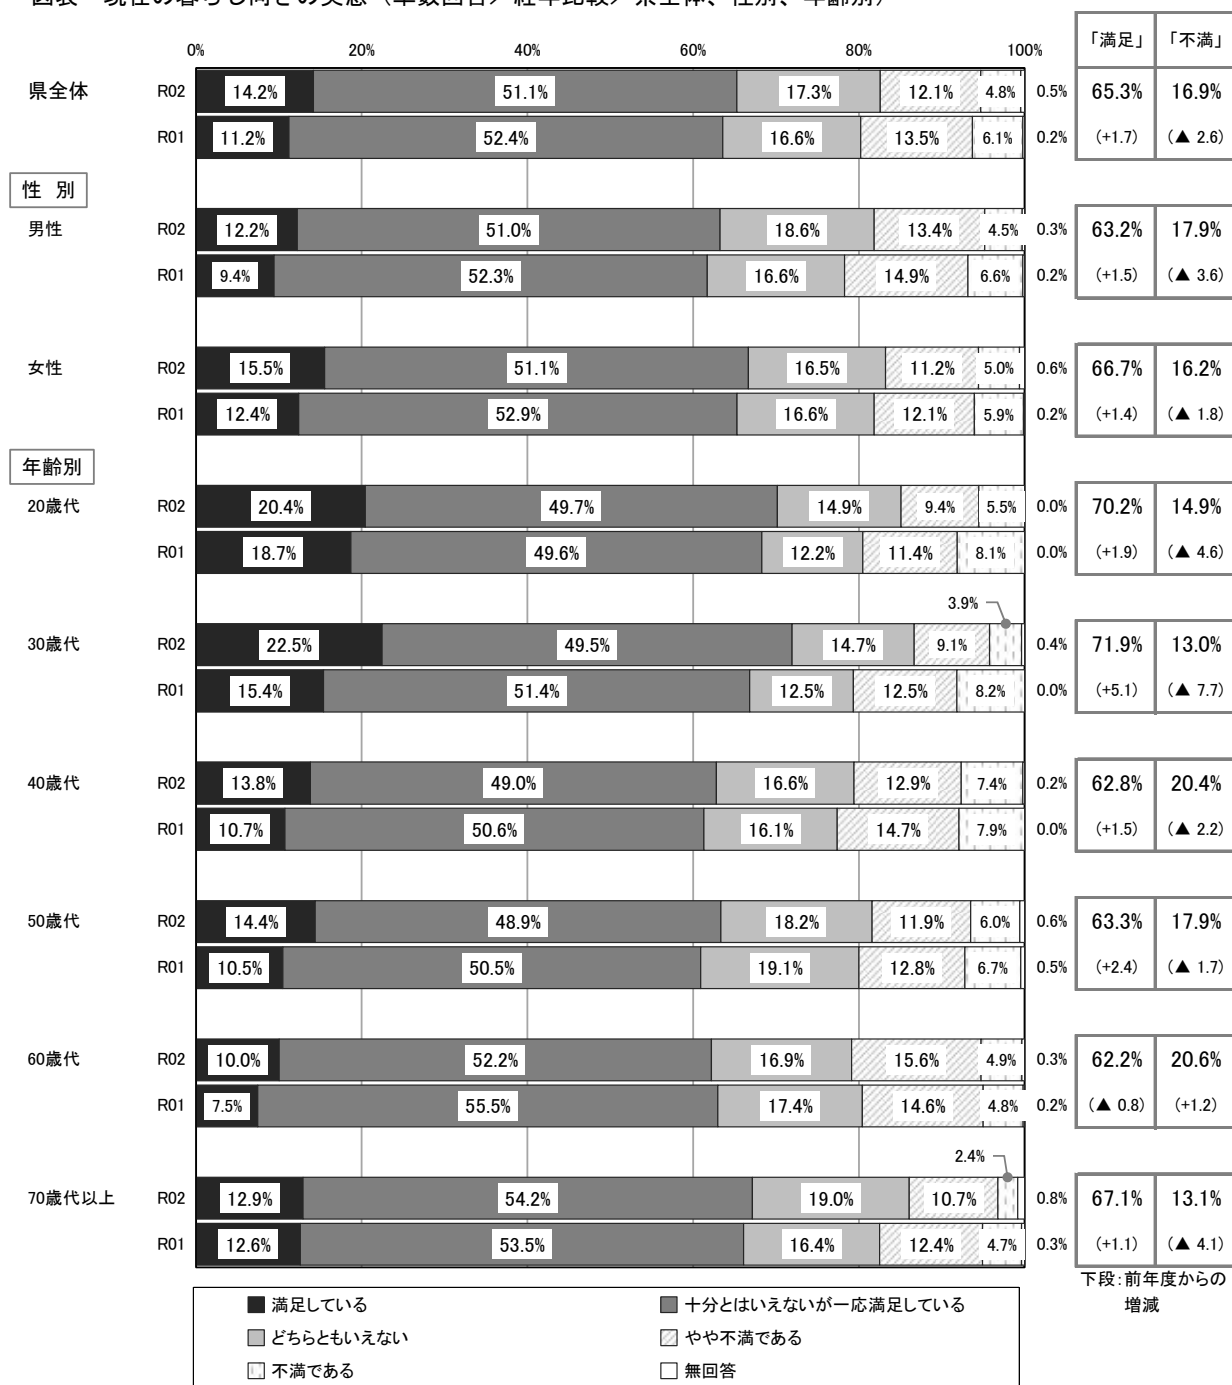 0% 20% 40% 60% 80% 100% 「満足」 「不満」
県全体 R02 14.2% 51.1% 17.3% 12.1% 4.8% 0.5% 65.3% 16.9%
R01 11.2% 52.4% 16.6% 13.5% 6.1% 0.2% (+1.7) (▲ 2.6)
性 別
男性 R02 12.2% 51.0% 18.6% 13.4% 4.5% 0.3% 63.2% 17.9%
R01 9.4% 52.3% 16.6% 14.9% 6.6% 0.2% (+1.5) (▲ 3.6)
女性 R02 15.5% 51.1% 16.5% 11.2% 5.0% 0.6% 66.7% 16.2%
R01 12.4% 52.9% 16.6% 12.1% 5.9% 0.2% (+1.4) (▲ 1.8)
年齢別
20歳代 R02 20.4% 49.7% 14.9% 9.4% 5.5% 0.0% 70.2% 14.9%
R01 18.7% 49.6% 12.2% 11.4% 8.1% 0.0% (+1.9) (▲ 4.6)
3.9%
30歳代 R02 22.5% 49.5% 14.7% 9.1% 0.4% 71.9% 13.0%
R01 15.4% 51.4% 12.5% 12.5% 8.2% 0.0% (+5.1) (▲ 7.7)
40歳代 R02 13.8% 49.0% 16.6% 12.9% 7.4% 0.2% 62.8% 20.4%
R01 10.7% 50.6% 16.1% 14.7% 7.9% 0.0% (+1.5) (▲ 2.2)
50歳代 R02 14.4% 48.9% 18.2% 11.9% 6.0% 0.6% 63.3% 17.9%
R01 10.5% 50.5% 19.1% 12.8% 6.7% 0.5% (+2.4) (▲ 1.7)
60歳代 R02 10.0% 52.2% 16.9% 15.6% 4.9% 0.3% 62.2% 20.6%
R01 7.5% 55.5% 17.4% 14.6% 4.8% 0.2% (▲ 0.8) (+1.2)
2.4%
70歳代以上 R02 12.9% 54.2% 19.0% 10.7% 0.8% 67.1% 13.1%
R01 12.6% 53.5% 16.4% 12.4% 4.7% 0.3% (+1.1) (▲ 4.1)
下段：前年度からの
増減
満足している 十分とはいえないが一応満足している
どちらともいえない やや不満である
不満である 無回答